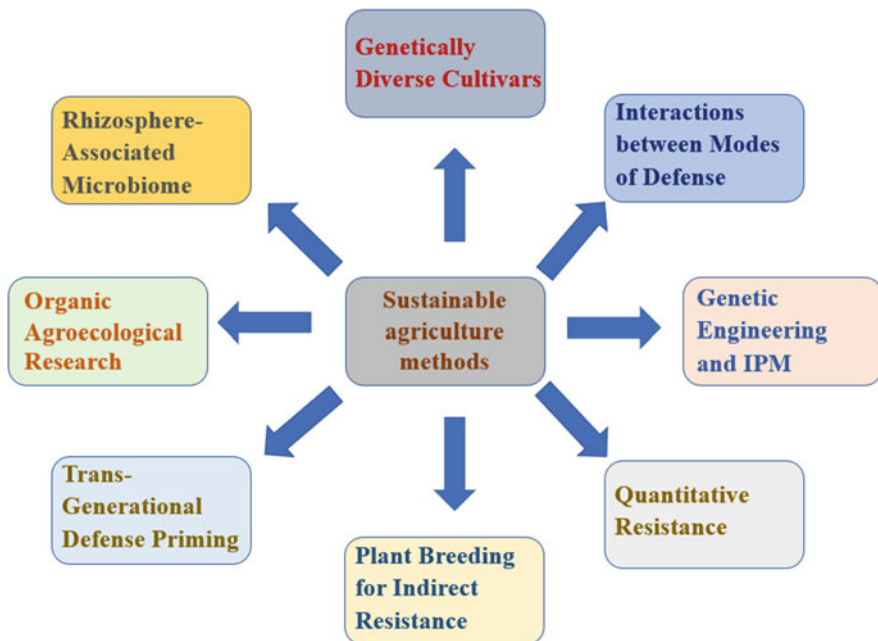 Genetically
Diverse Cultivars
Rhizosphere-
Associated
Microbiome
Interactions
between Modes
of Defense
Organic
Agroecological
Research
Sustainable
agriculture
methods
Genetic
Engineering
and IPM
Trans-
Generational
Defense Priming
Quantitative
Resistance
Plant Breeding
for Indirect
Resistance